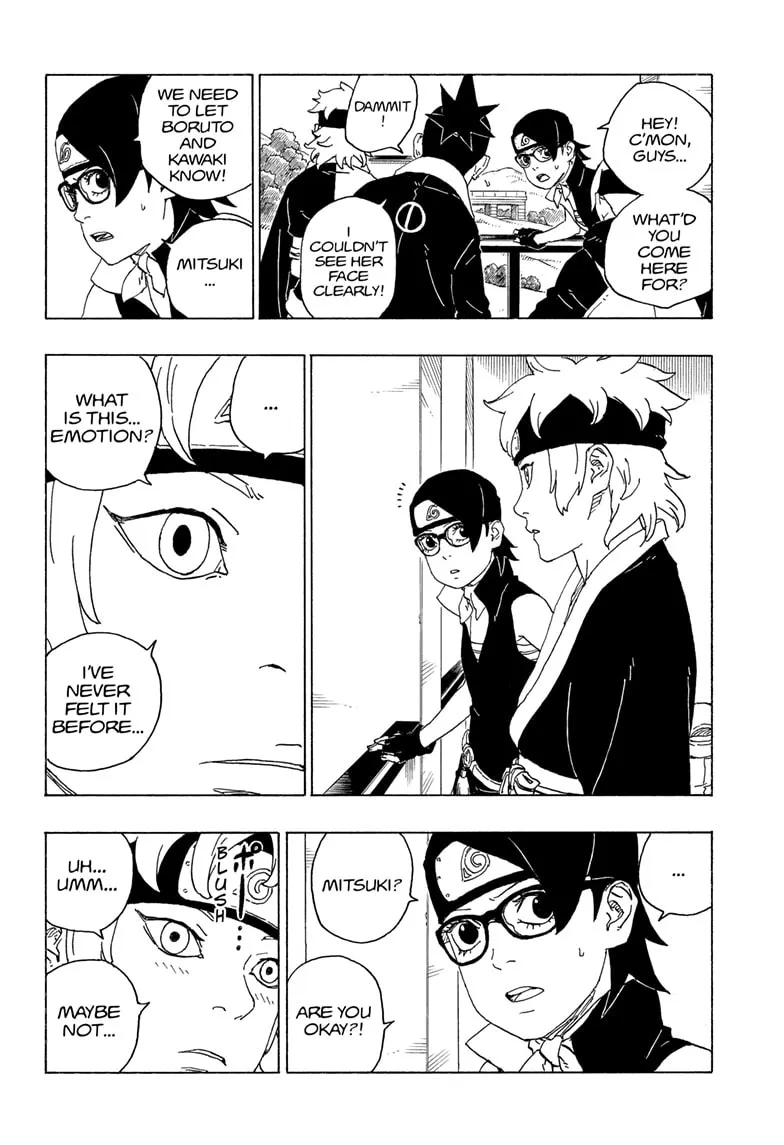 HEY!
C'MON,
GUYS...
WHAT'D
YOU
COME
HERE
FOR?
DAMMIT
!
I
COULDN'T
SEE HER
FACE
CLEARLY!
WE NEED
TO LET
BORUTO
AND
KAWAKI
KNOW!
MITSUKI
...
...
WHAT
IS THIS...
EMOTION?
I'VE
NEVER
FELT IT
BEFORE...
...
MITSUKI?
ARE YOU
OKAY?!
ポー…
BLUSH
UH...
UMM...
MAYBE
NOT...